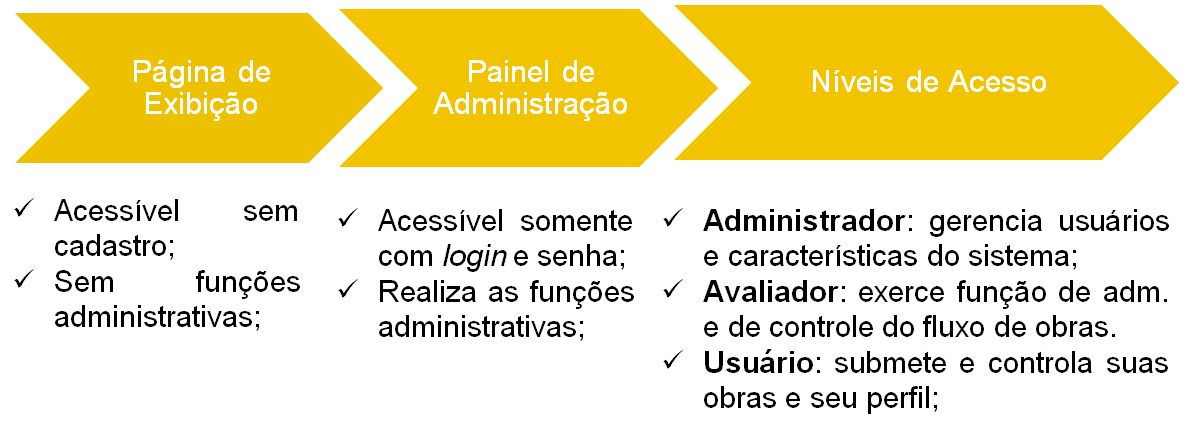 Página de
Exibição
Painel de
Administração
Níveis de Acesso
✓ Acessível sem
cadastro;
✓ Sem funções
administrativas;
✓ Acessível somente
com login e senha;
✓ Realiza as funções
administrativas;
✓ Administrador: gerencia usuários
e características do sistema;
✓ Avaliador: exerce função de adm.
e de controle do fluxo de obras.
✓ Usuário: submete e controla suas
obras e seu perfil;